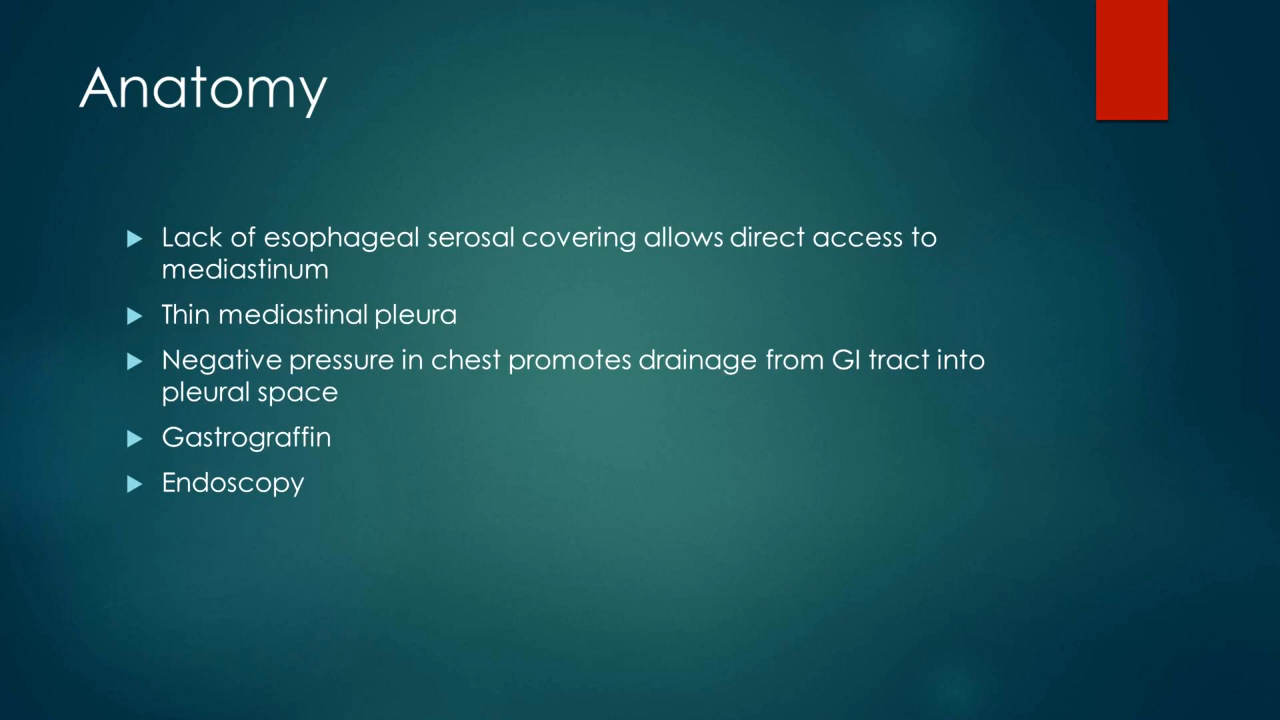 Anatomy
Lack of esophageal serosal covering allows direct access to
mediastinum
Thin mediastinal pleura
Negative pressure in chest promotes drainage from GI tract into
pleural space
Gastrograffin
Endoscopy